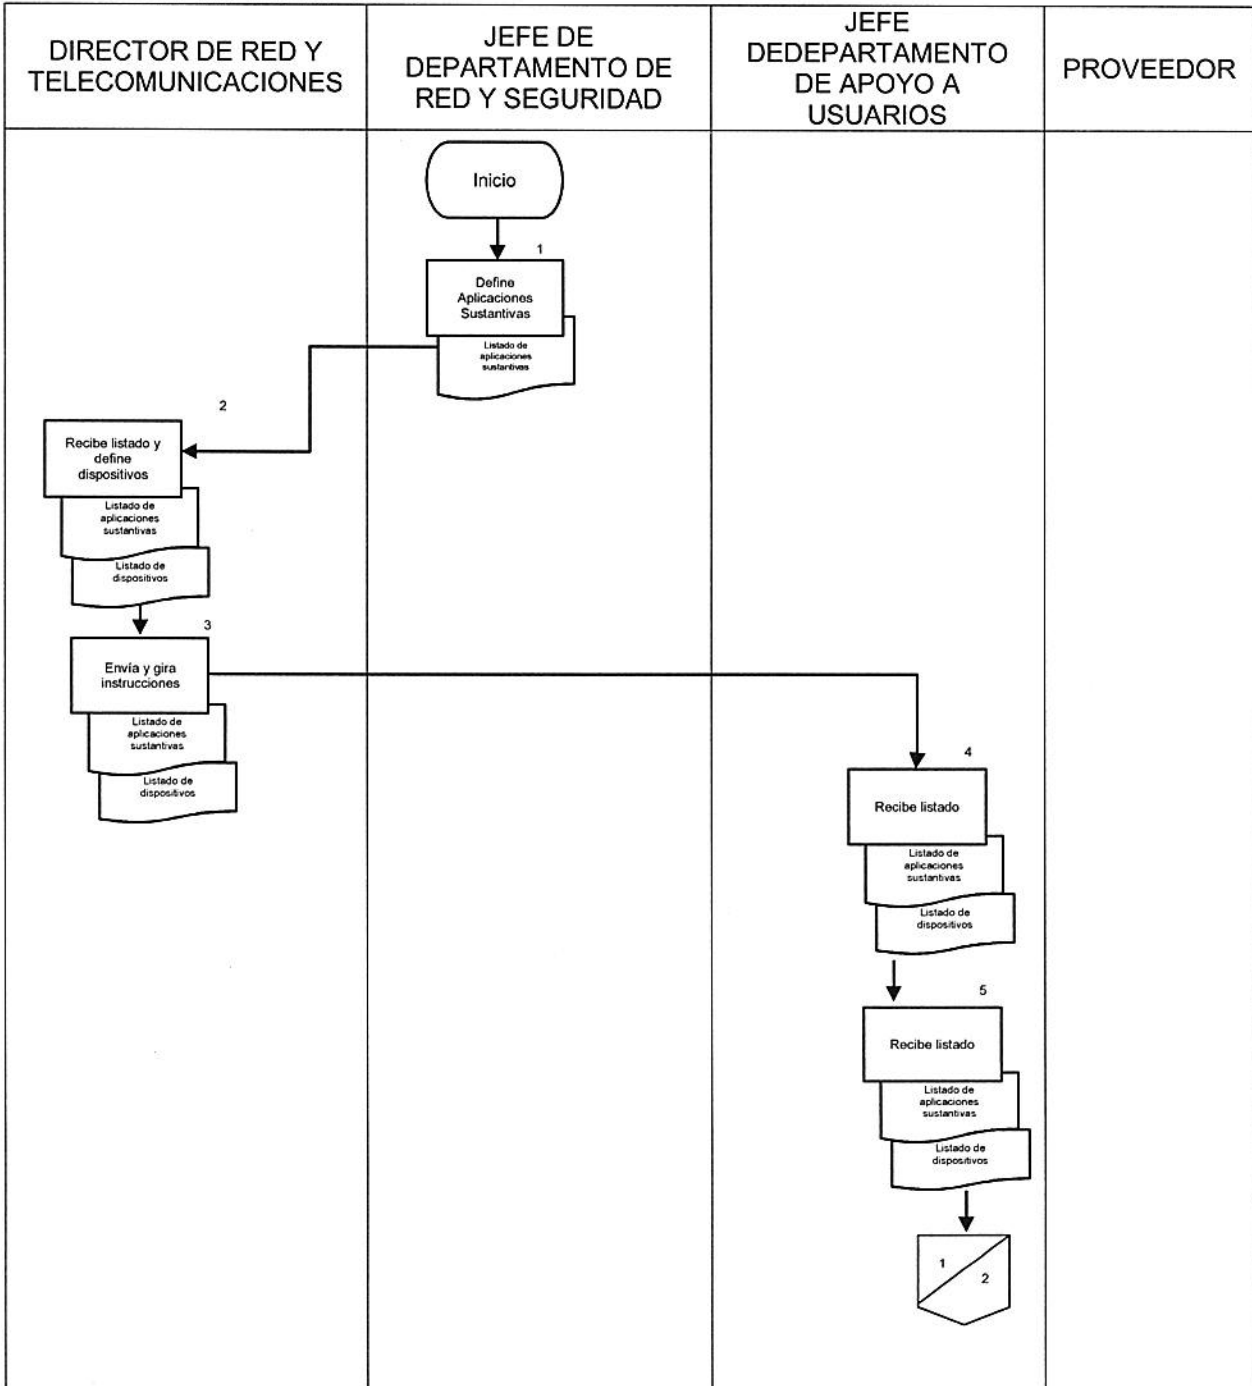 DIRECTOR DE RED Y
TELECOMUNICACIONES
JEFE DE
DEPARTAMENTO DE
RED Y SEGURIDAD
JEFE
DEDEPARTAMENTO
DE APOYO A
USUARIOS
PROVEEDOR
Inicio
1
Define
Aplicaciones
Sustantivas
Listado de
aplicaciones
sustantivas
2
Recibe listado y
define
dispositivos
Listado de
aplicaciones
sustantivas
Listado de
dispositivos
3
Envía y gira
instrucciones
Listado de
aplicaciones
sustantivas
Listado de
dispositivos
4
Recibe listado
Listado de
aplicaciones
sustantivas
Listado de
dispositivos
5
Recibe listado
Listado de
aplicaciones
sustantivas
Listado de
dispositivos
1
2